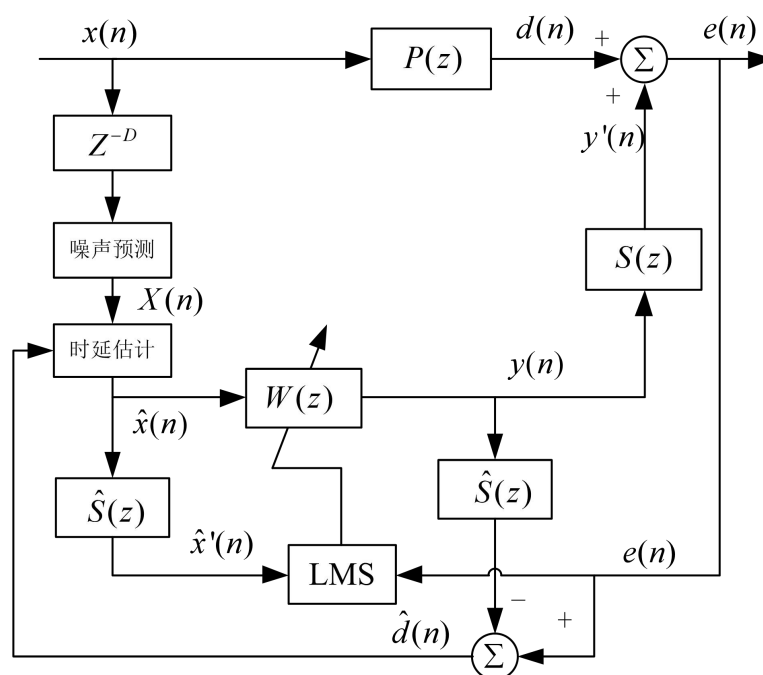 x(n)
P(z)
d(n)
+
Σ
e(n)
+
y'(n)
Z^{-D}
噪声预测
S(z)
X(n)
时延估计
W(z)
y(n)
x̂(n)
Ŝ(z)
Ŝ(z)
x̂'(n)
LMS
e(n)
−
+
d̂(n)
Σ